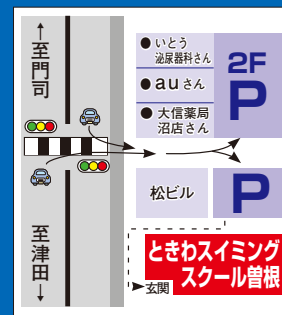 ↑至門司
●いとう
泌尿器科さん
●auさん
●大信薬局
沼店さん
2F
P
松ビル
P
至津田↓
ときわスイミング
スクール曽根
▶玄関